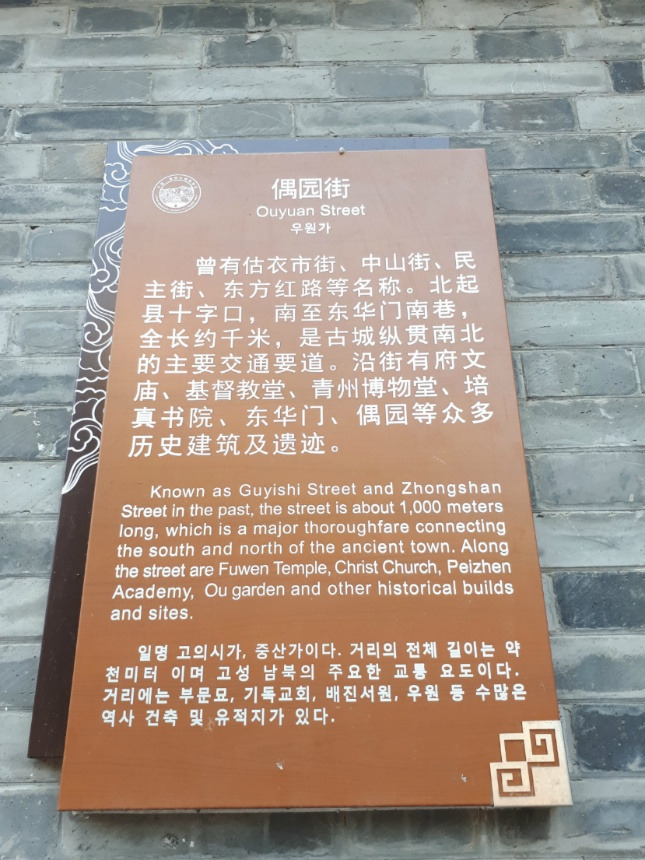 偶园街
Ouyuan Street
우원가
曾有估衣市街、中山街、民
主街、东方红路等名称。北起
县十字口，南至东华门南巷，
全长约千米，是古城纵贯南北
的主要交通要道。沿街有府文
庙、基督教堂、青州博物堂、培
真书院、东华门、偶园等众多
历史建筑及遗迹。
Known as Guyishi Street and Zhongshan
Street in the past, the street is about 1,000 meters
long, which is a major thoroughfare connecting
the south and north of the ancient town. Along
the street are Fuwen Temple, Christ Church, Peizhen
Academy, Ou garden and other historical builds
and sites.
일명 고의시가, 중산가이다. 거리의 전체 길이는 약
천미터 이며 고성 남북의 주요한 교통 요도이다.
거리에는 부문묘, 기독교회, 배진서원, 우원 등 수많은
역사 건축 및 유적지가 있다.